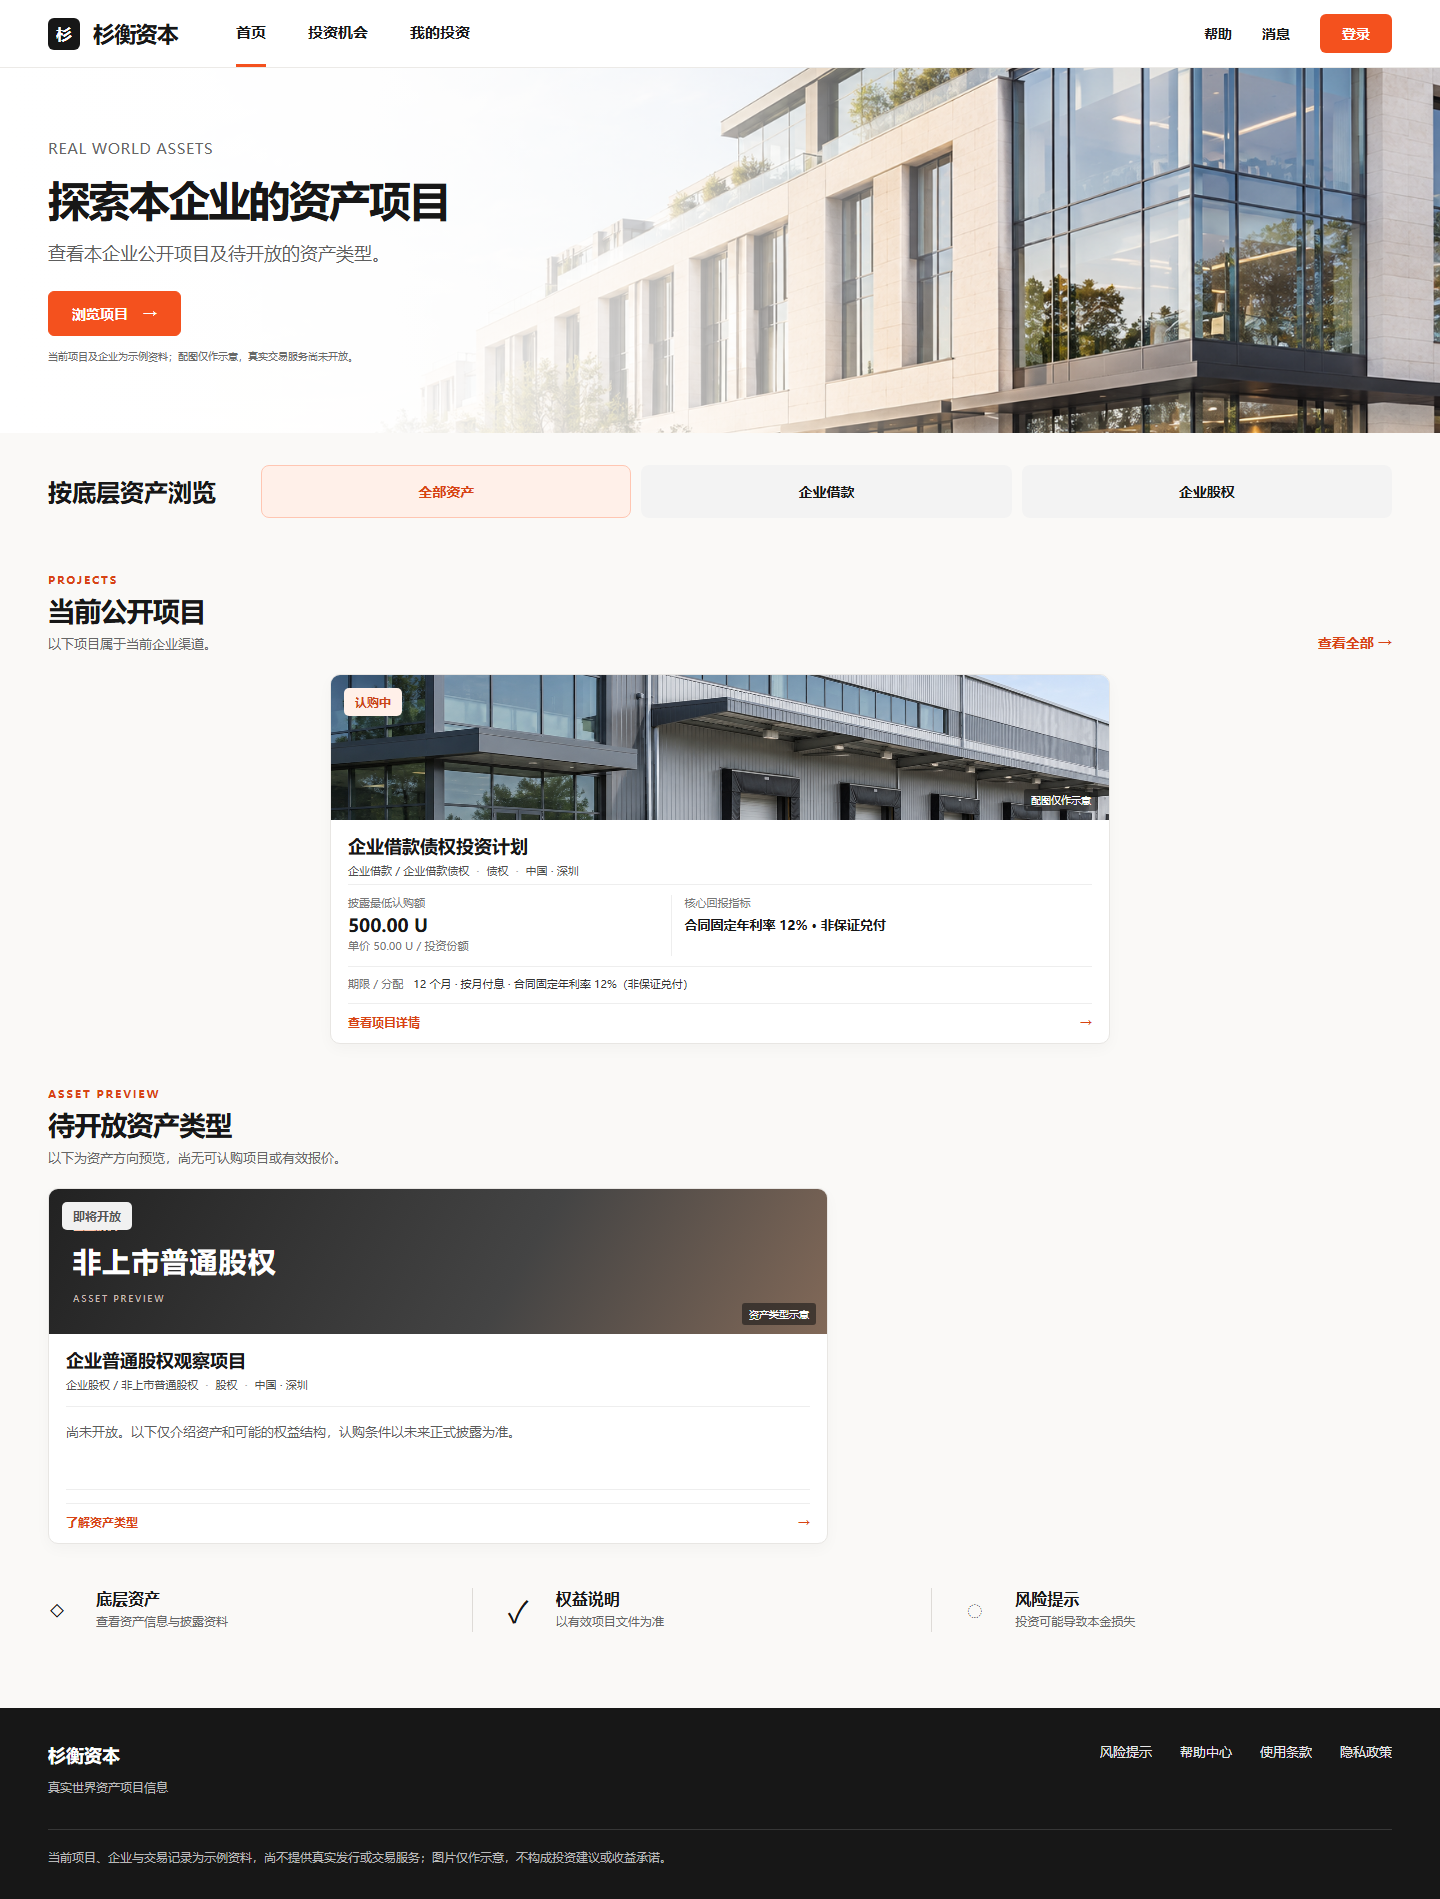 杉 杉衡资本 首页 投资机会 我的投资 帮助 消息 登录
REAL WORLD ASSETS
探索本企业的资产项目
查看本企业公开项目及待开放的资产类型。
浏览项目 →
当前项目及企业为示例资料；配图仅作示意，真实交易服务尚未开放。
按底层资产浏览 全部资产 企业借款 企业股权
PROJECTS
当前公开项目
以下项目属于当前企业渠道。
查看全部 →
认购中
配图仅作示意
企业借款债权投资计划
企业借款 / 企业借款债权 · 债权 · 中国 · 深圳
披露最低认购额
500.00 U
单价 50.00 U / 投资份额
核心回报指标
合同固定年利率 12% • 非保证兑付
期限 / 分配 12 个月 · 按月付息 · 合同固定年利率 12%（非保证兑付）
查看项目详情 →
ASSET PREVIEW
待开放资产类型
以下为资产方向预览，尚无可认购项目或有效报价。
即将开放
非上市普通股权
ASSET PREVIEW
资产类型示意
企业普通股权观察项目
企业股权 / 非上市普通股权 · 股权 · 中国 · 深圳
尚未开放。以下仅介绍资产和可能的权益结构，认购条件以未来正式披露为准。
了解资产类型 →
底层资产
查看资产信息与披露资料
权益说明
以有效项目文件为准
风险提示
投资可能导致本金损失
杉衡资本
真实世界资产项目信息
风险提示 帮助中心 使用条款 隐私政策
当前项目、企业与交易记录为示例资料，尚不提供真实发行或交易服务；图片仅作示意，不构成投资建议或收益承诺。